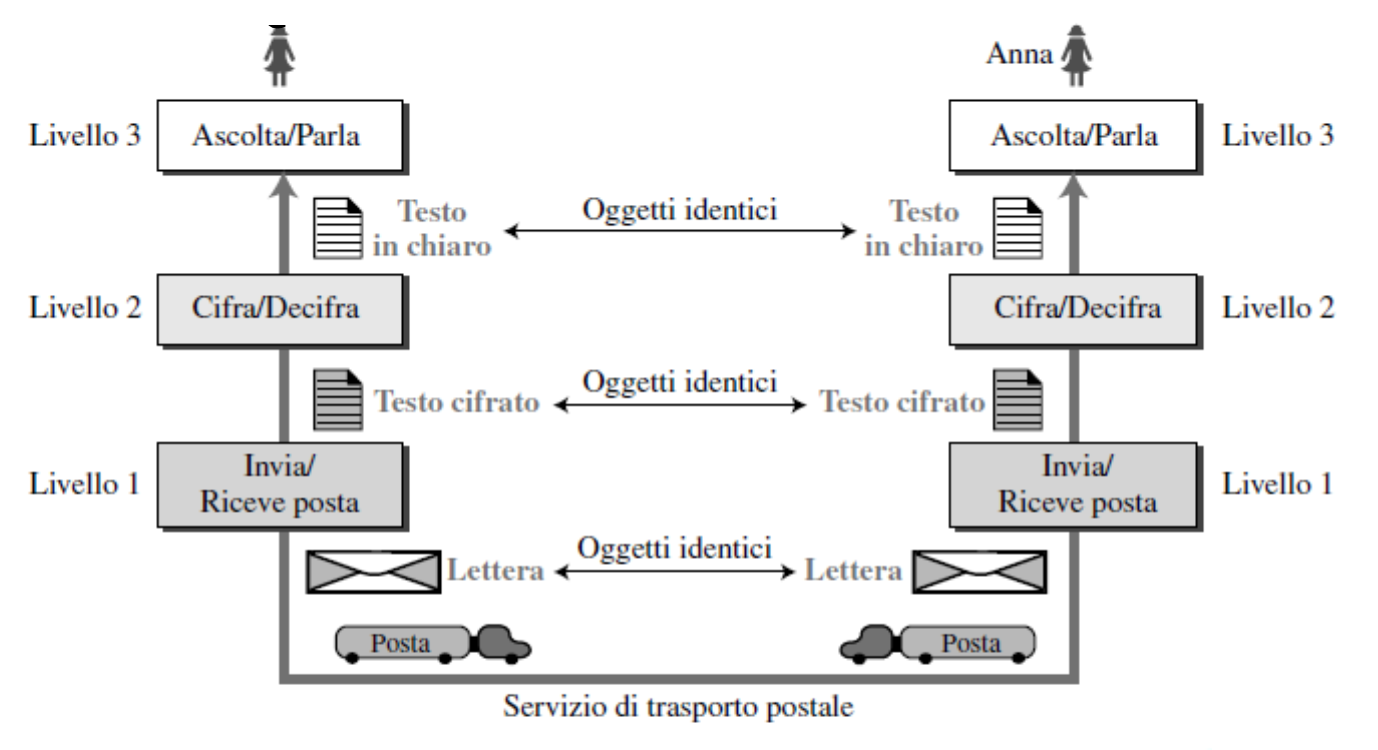 Anna
Livello 3
Ascolta/Parla
Ascolta/Parla
Livello 3
Testo
in chiaro
Oggetti identici
Testo
in chiaro
Livello 2
Cifra/Decifra
Cifra/Decifra
Livello 2
Testo cifrato
Oggetti identici
Testo cifrato
Livello 1
Invia/
Riceve posta
Invia/
Riceve posta
Livello 1
Lettera
Oggetti identici
Lettera
Posta
Posta
Servizio di trasporto postale